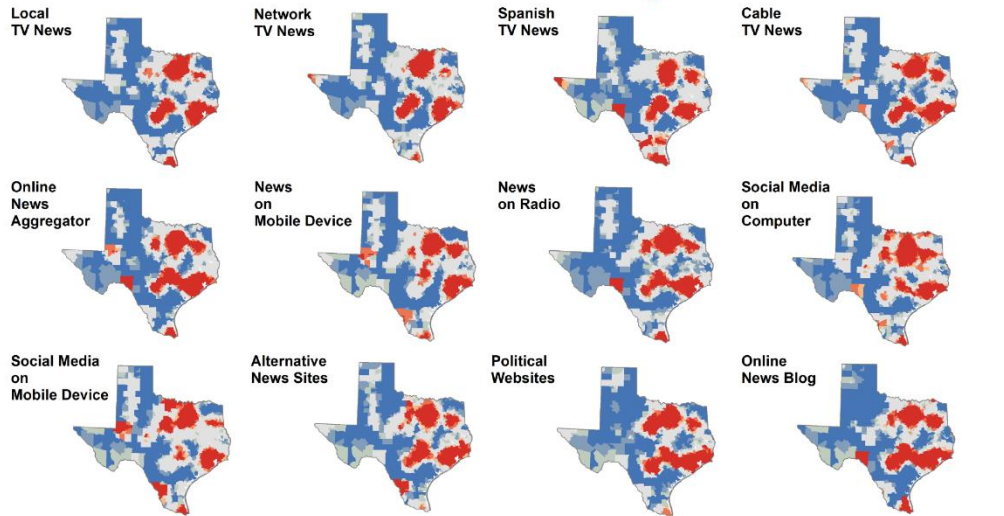 Local
TV News
Network
TV News
Spanish
TV News
Cable
TV News
Online
News
Aggregator
News
on
Mobile Device
News
on Radio
Social Media
on
Computer
Social Media
on
Mobile Device
Alternative
News Sites
Political
Websites
Online
News Blog